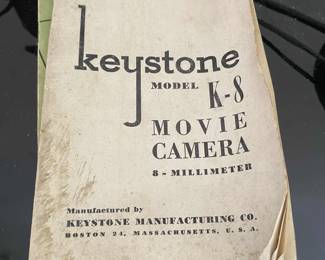 keystone
MODEL K-8
MOVIE
CAMERA
8-MILLIMETER
Manufactured by
KEYSTONE MANUFACTURING CO.
BOSTON 24, MASSACHUSETTS, U. S. A.